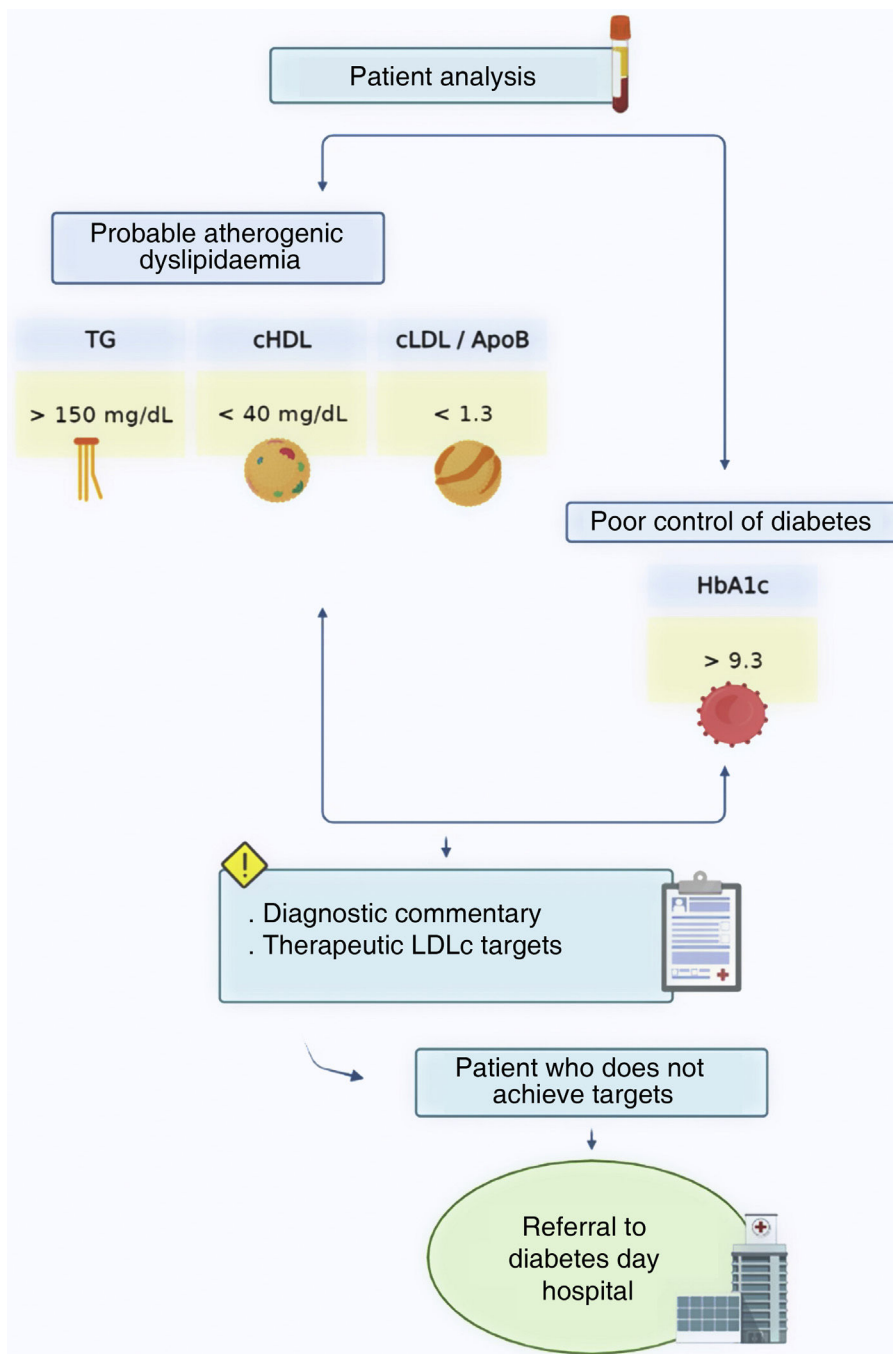 Patient analysis
Probable atherogenic
dyslipidaemia
TG
cHDL
cLDL / ApoB
> 150 mg/dL
< 40 mg/dL
< 1.3
Poor control of diabetes
HbA1c
> 9.3
!
. Diagnostic commentary
. Therapeutic LDLc targets
Patient who does not
achieve targets
Referral to
diabetes day
hospital